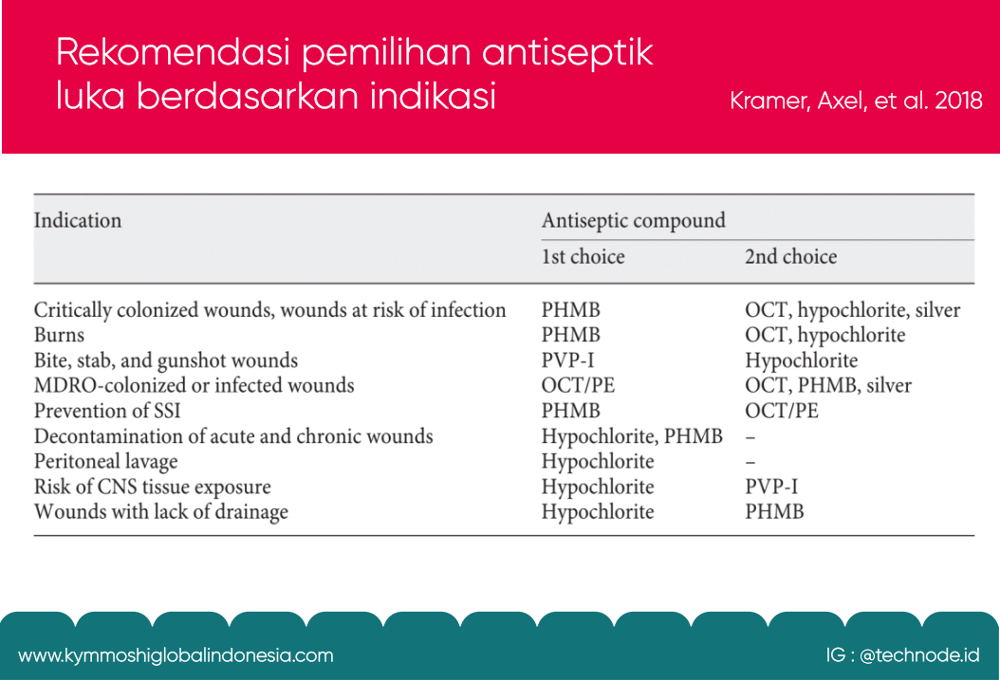 Rekomendasi pemilihan antiseptik
luka berdasarkan indikasi
Kramer, Axel, et al. 2018
Indication Antiseptic compound
1st choice 2nd choice
Critically colonized wounds, wounds at risk of infection PHMB OCT, hypochlorite, silver
Burns PHMB OCT, hypochlorite
Bite, stab, and gunshot wounds PVP-I Hypochlorite
MDRO-colonized or infected wounds OCT/PE OCT, PHMB, silver
Prevention of SSI PHMB OCT/PE
Decontamination of acute and chronic wounds Hypochlorite, PHMB –
Peritoneal lavage Hypochlorite –
Risk of CNS tissue exposure Hypochlorite PVP-I
Wounds with lack of drainage Hypochlorite PHMB
www.kymmoshiglobalindonesia.com IG : @technode.id